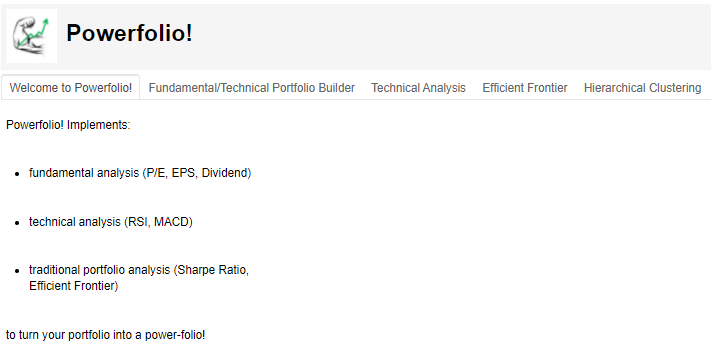 Powerfolio!
Welcome to Powerfolio! Fundamental/Technical Portfolio Builder Technical Analysis Efficient Frontier Hierarchical Clustering
Powerfolio! Implements:
• fundamental analysis (P/E, EPS, Dividend)
• technical analysis (RSI, MACD)
• traditional portfolio analysis (Sharpe Ratio,
Efficient Frontier)
to turn your portfolio into a power-folio!